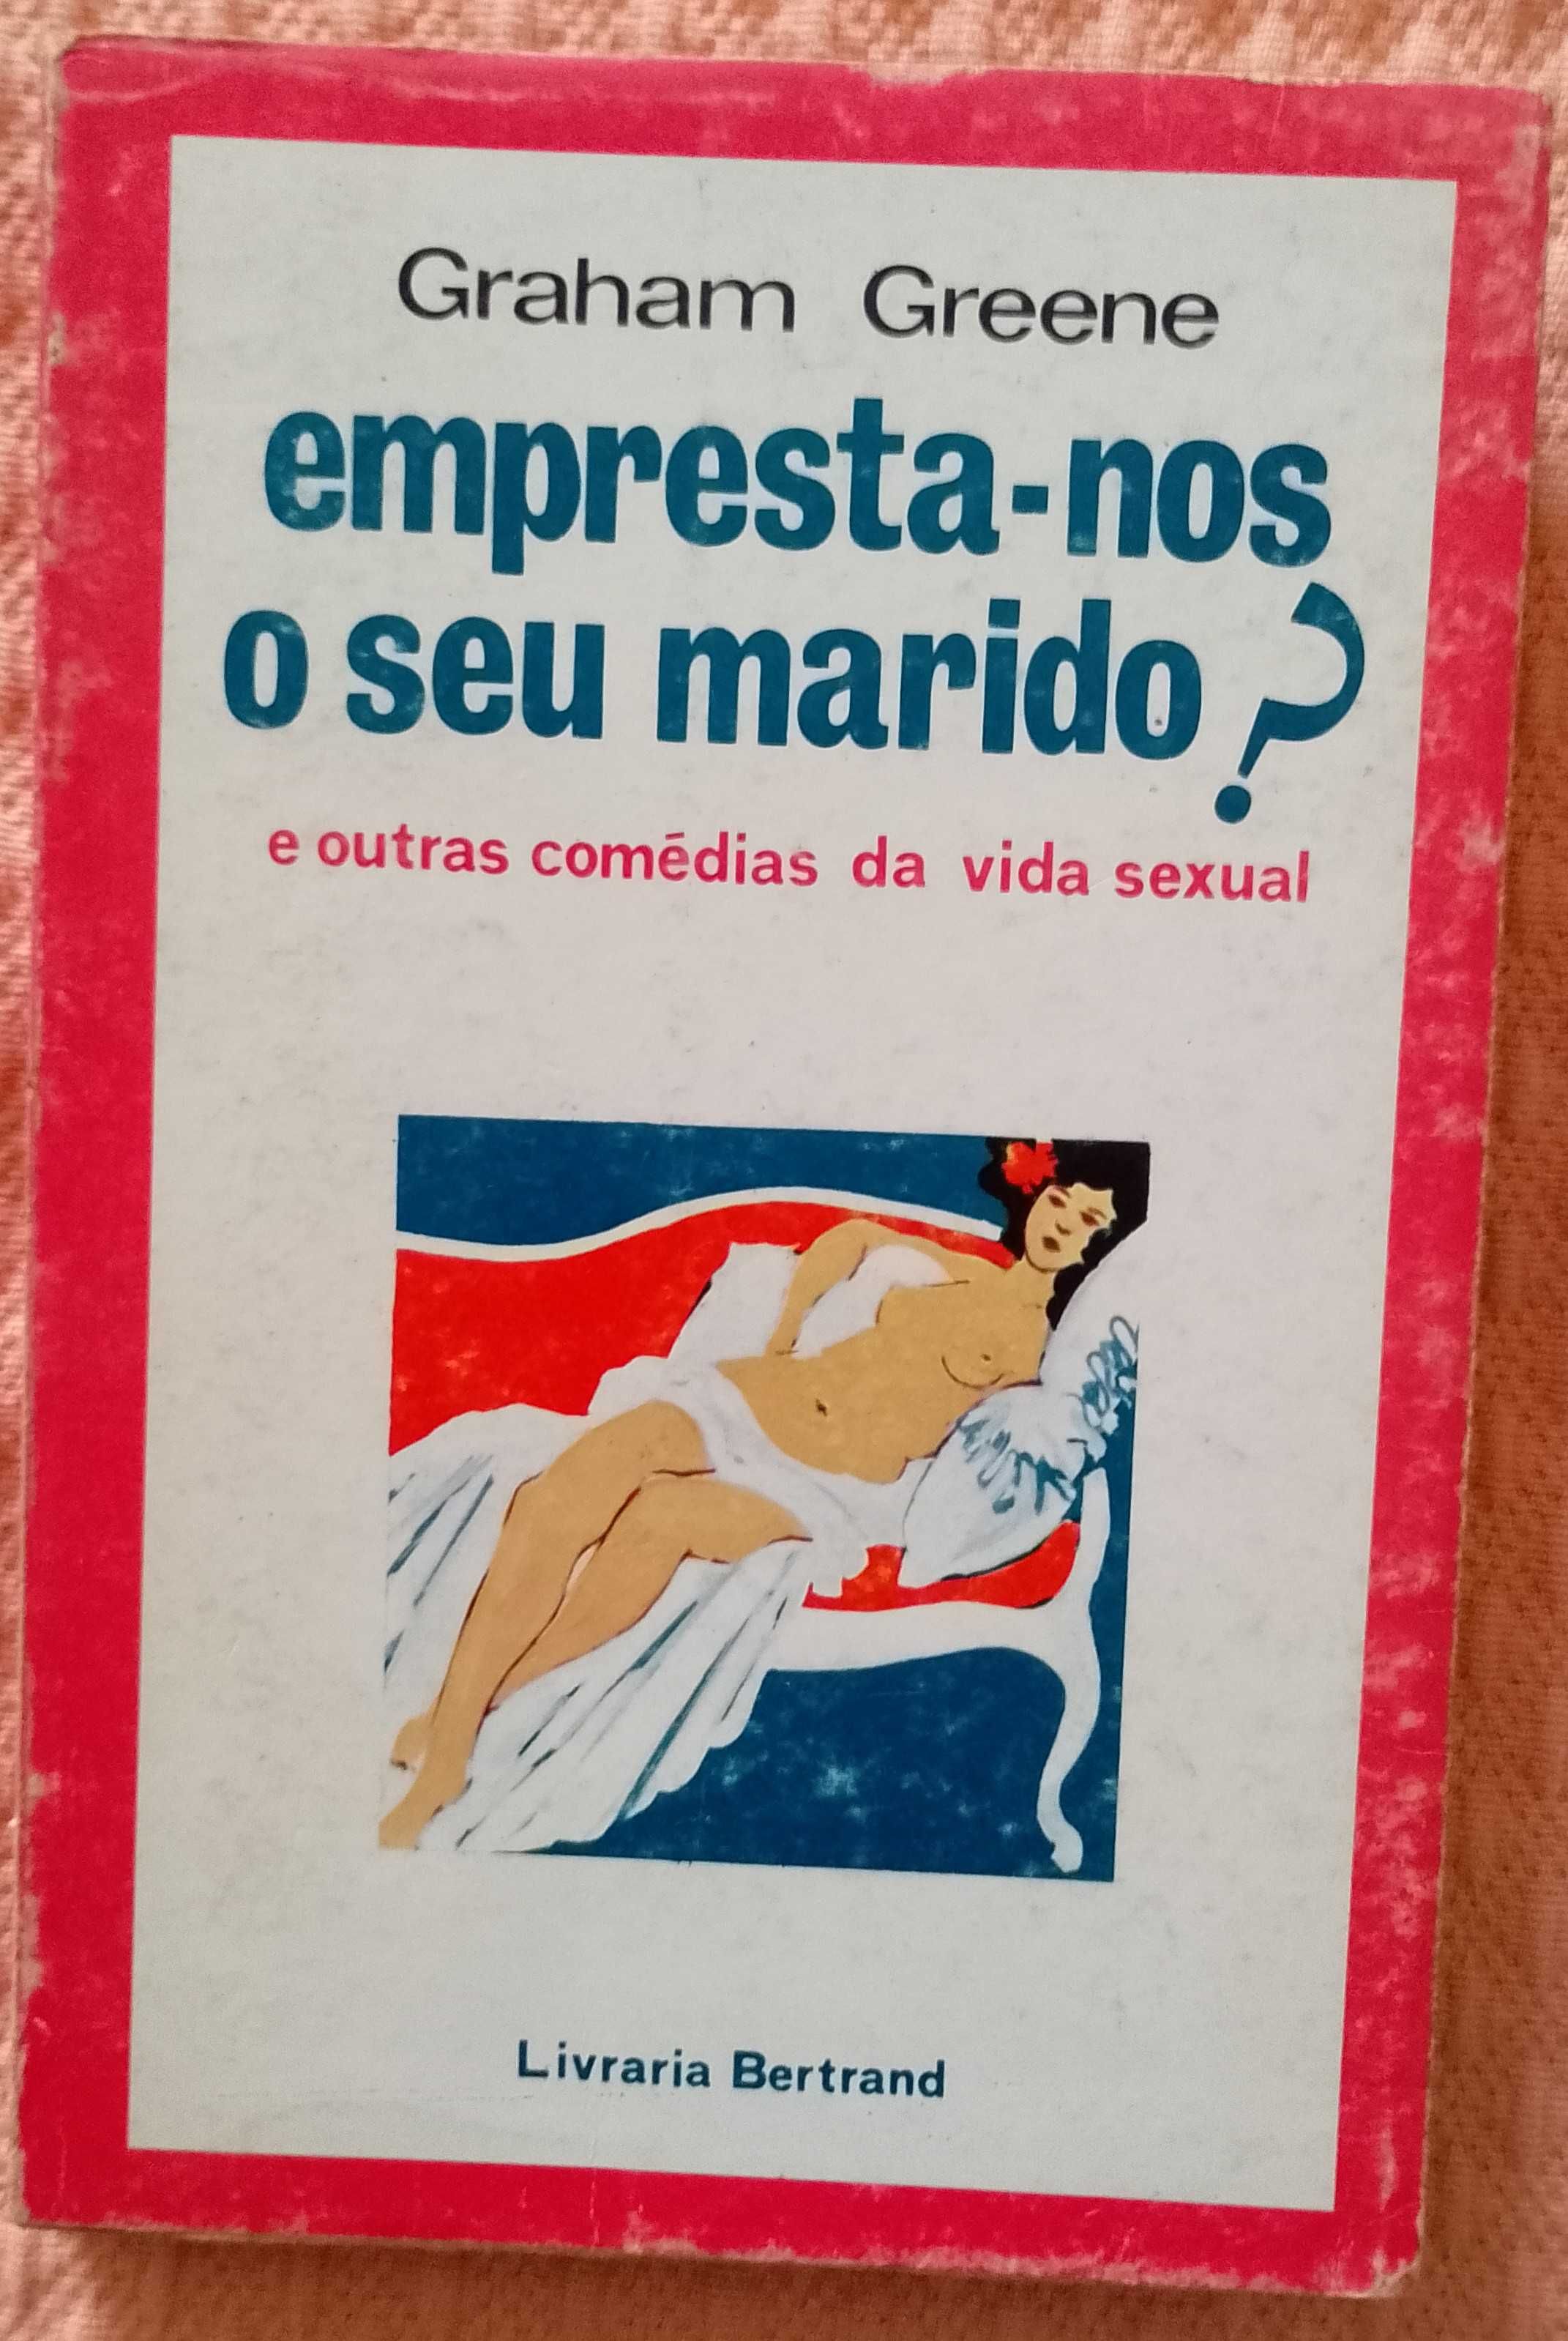 Graham Greene
empresta-nos
o seu marido?
e outras comédias da vida sexual
Livraria Bertrand